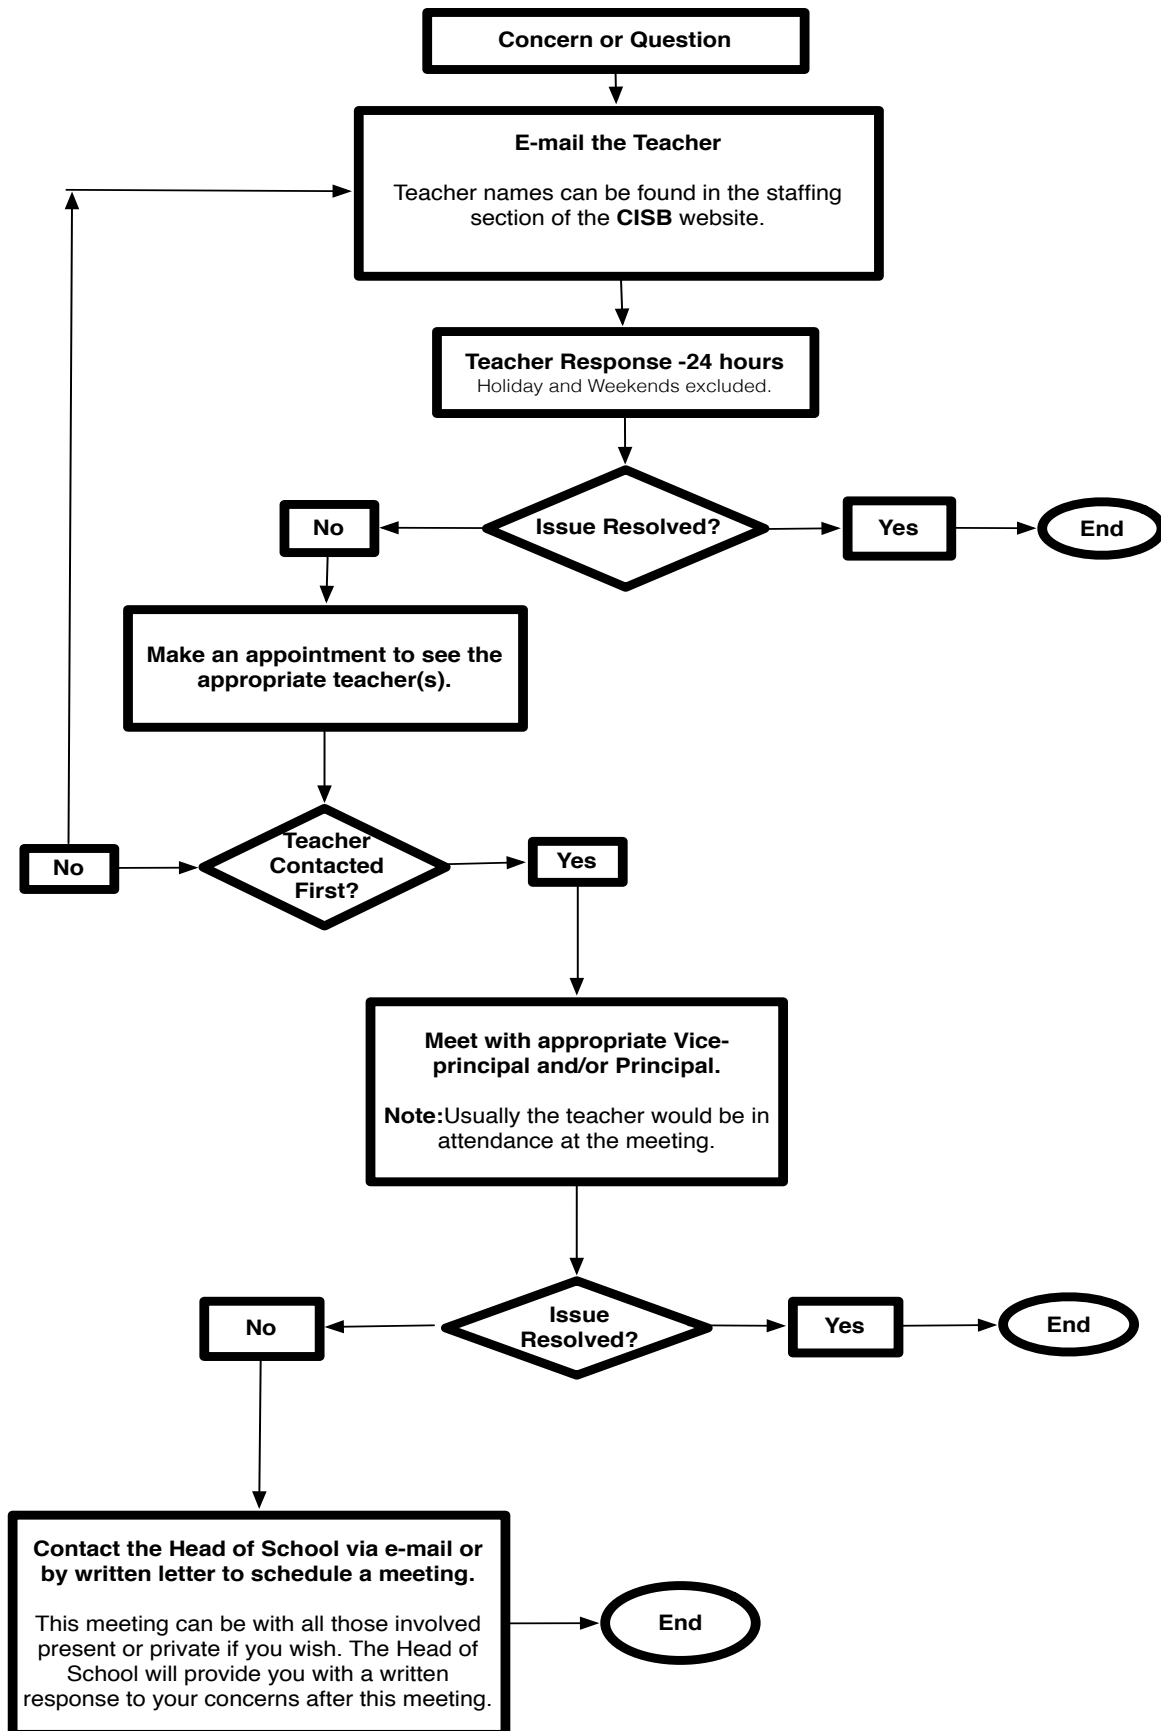 Concern or Question
E-mail the Teacher
Teacher names can be found in the staffing
section of the CISB website.
Teacher Response -24 hours
Holiday and Weekends excluded.
No
Issue Resolved?
Yes
End
Make an appointment to see the
appropriate teacher(s).
No
Teacher
Contacted
First?
Yes
Meet with appropriate Vice-
principal and/or Principal.
Note:Usually the teacher would be in
attendance at the meeting.
No
Issue
Resolved?
Yes
End
Contact the Head of School via e-mail or
by written letter to schedule a meeting.
This meeting can be with all those involved
present or private if you wish. The Head of
School will provide you with a written
response to your concerns after this meeting.
End